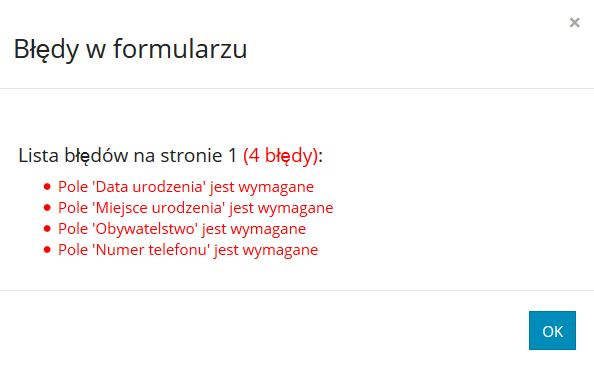 ×
Błędy w formularzu
Lista błędów na stronie 1 (4 błędy):
Pole 'Data urodzenia' jest wymagane
Pole 'Miejsce urodzenia' jest wymagane
Pole 'Obywatelstwo' jest wymagane
Pole 'Numer telefonu' jest wymagane
OK